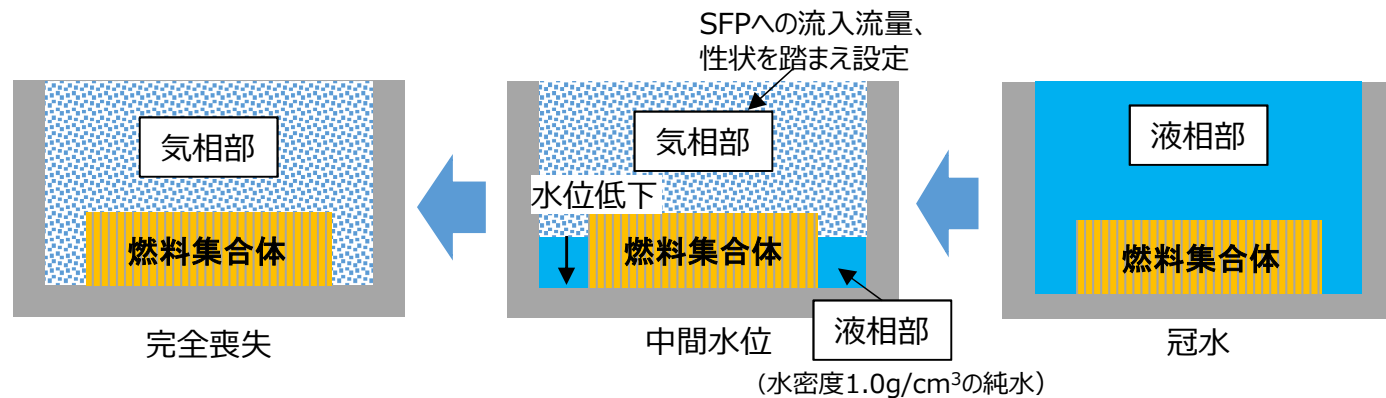 SFPへの流入流量、
性状を踏まえ設定
気相部
燃料集合体
完全喪失
気相部
水位低下
燃料集合体
中間水位
液相部
(水密度1.0g/cm³の純水)
液相部
燃料集合体
冠水